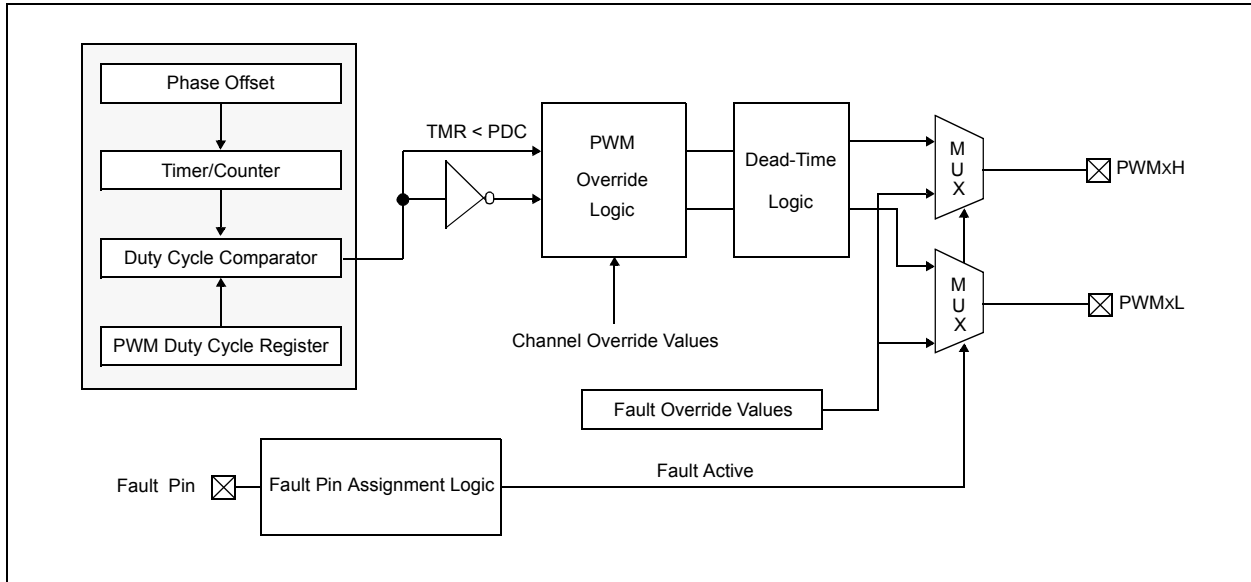 Phase Offset
Timer/Counter
Duty Cycle Comparator
PWM Duty Cycle Register
TMR < PDC
PWM
Override
Logic
Channel Override Values
Dead-Time
Logic
M
U
X
PWMxH
M
U
X
PWMxL
Fault Override Values
Fault Pin
Fault Pin Assignment Logic
Fault Active